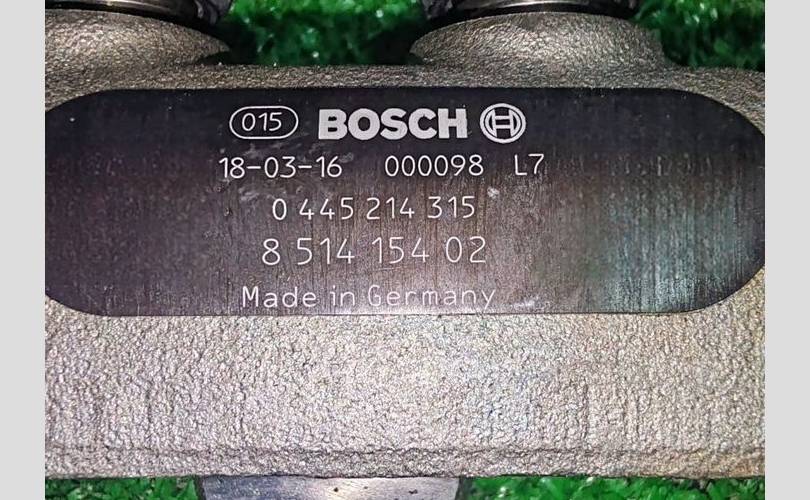 015 BOSCH
18-03-16 000098 L7
0 445 214 315
8 514 154 02
Made in Germany